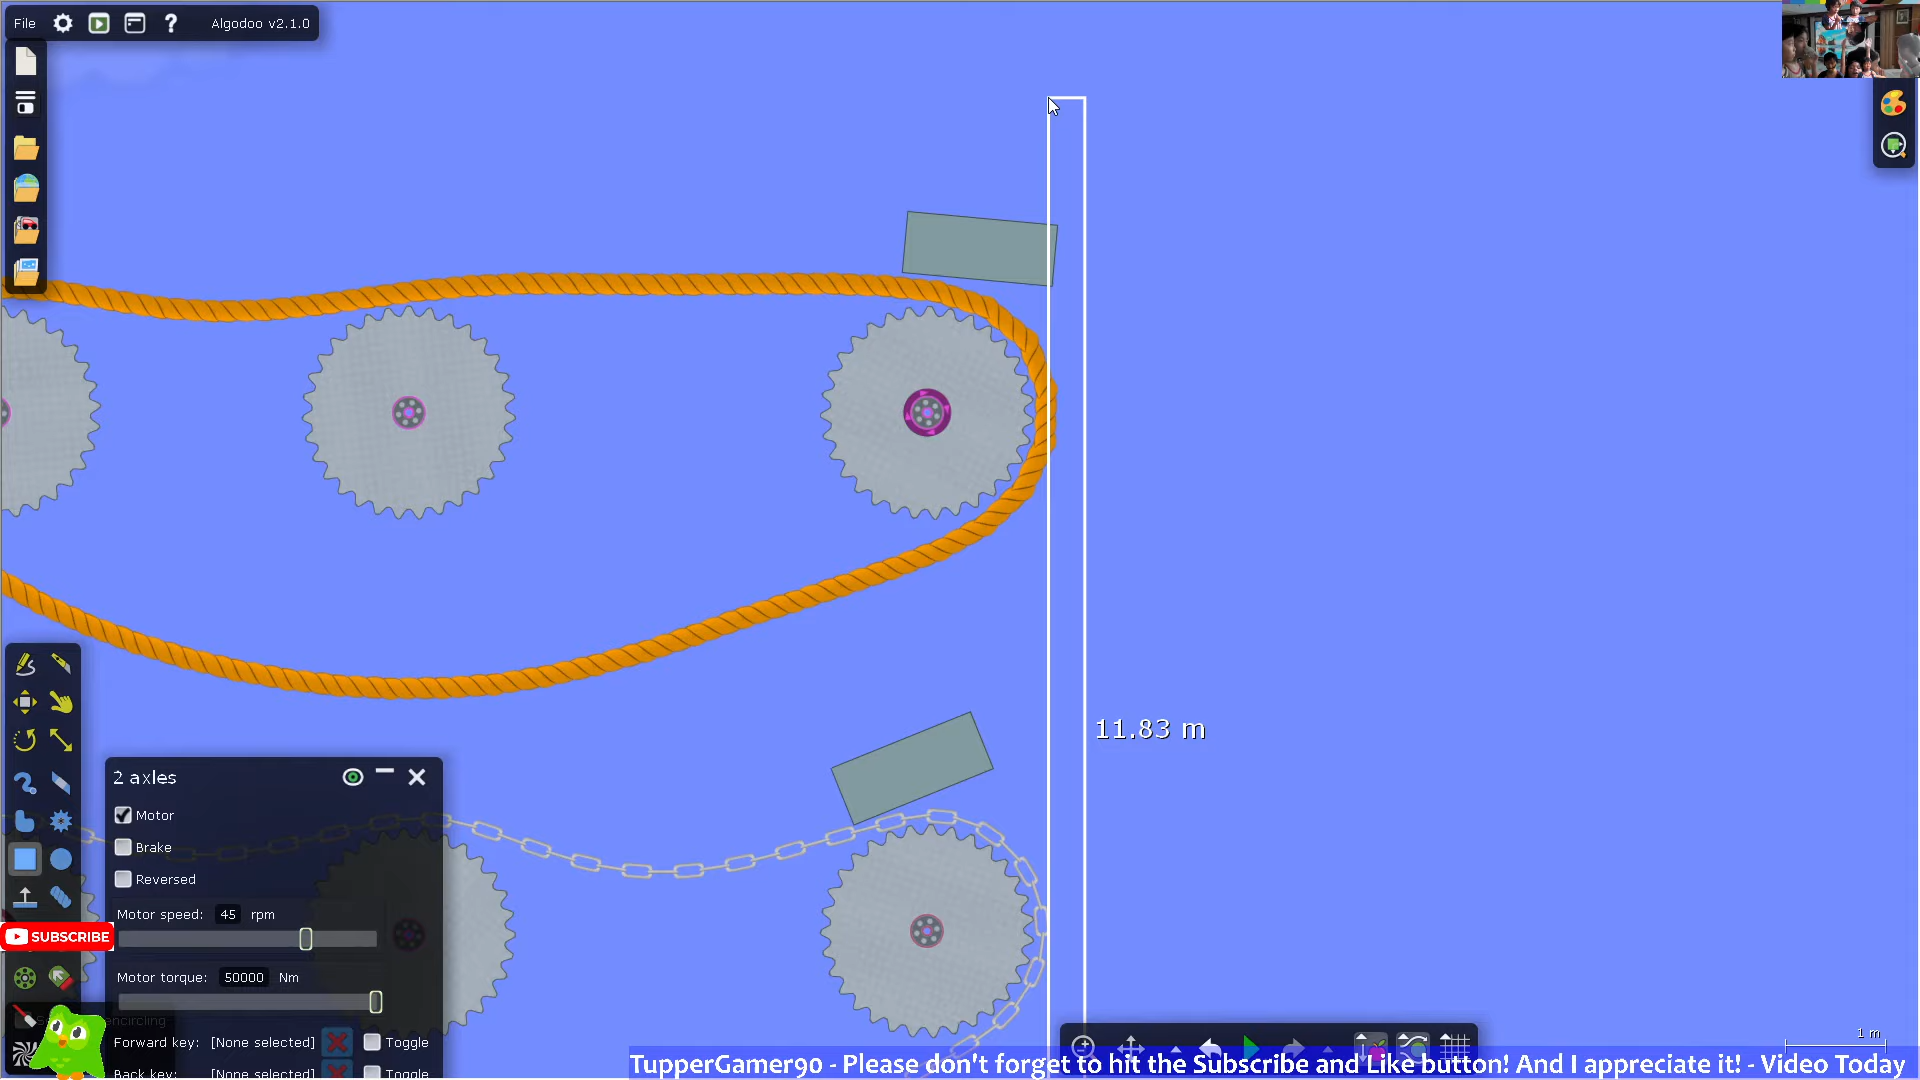 File
Algodoo v2.1.0
11.83 m
2 axles
Motor
Brake
Reversed
Motor speed: 45 rpm
SUBSCRIBE
Motor torque: 50000 Nm
encircling
Forward key: [None selected] Toggle
Back key: [None selected] Toggle
1 m
TupperGamer90 - Please don't forget to hit the Subscribe and Like button! And I appreciate it! - Video Today